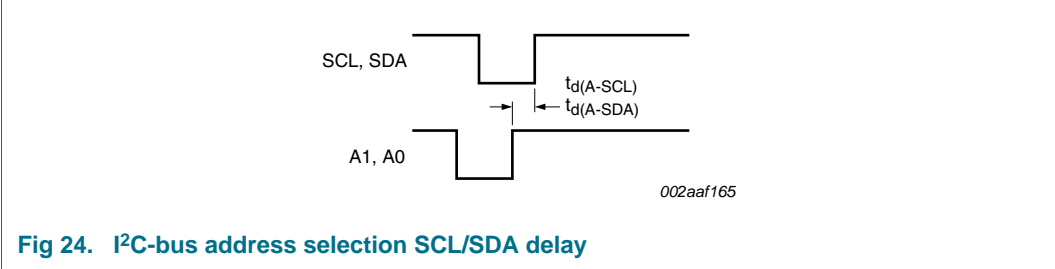 SCL, SDA
td(A-SCL)
td(A-SDA)
A1, A0
002aaf165
Fig 24. I2C-bus address selection SCL/SDA delay